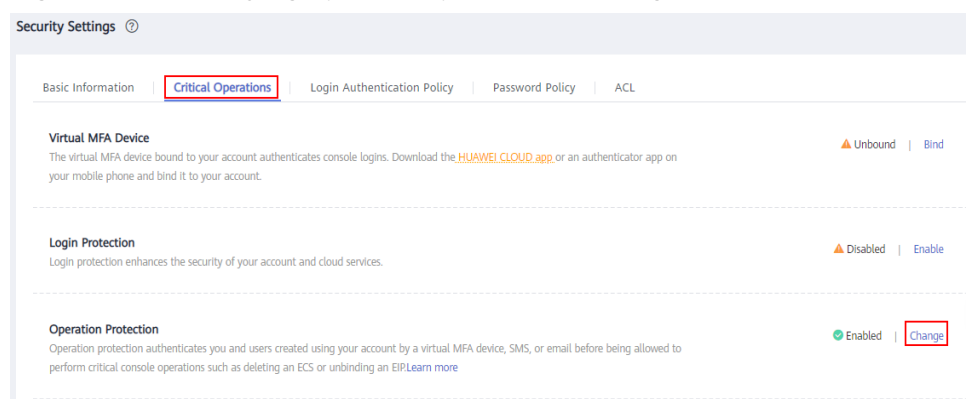 Security Settings ?
Basic Information | Critical Operations | Login Authentication Policy | Password Policy | ACL
Virtual MFA Device
The virtual MFA device bound to your account authenticates console logins. Download the HUAWEI CLOUD app or an authenticator app on
your mobile phone and bind it to your account.
Unbound | Bind
Login Protection
Login protection enhances the security of your account and cloud services.
Disabled | Enable
Operation Protection
Operation protection authenticates you and users created using your account by a virtual MFA device, SMS, or email before being allowed to
perform critical console operations such as deleting an ECS or unbinding an EIP.Learn more
Enabled | Change